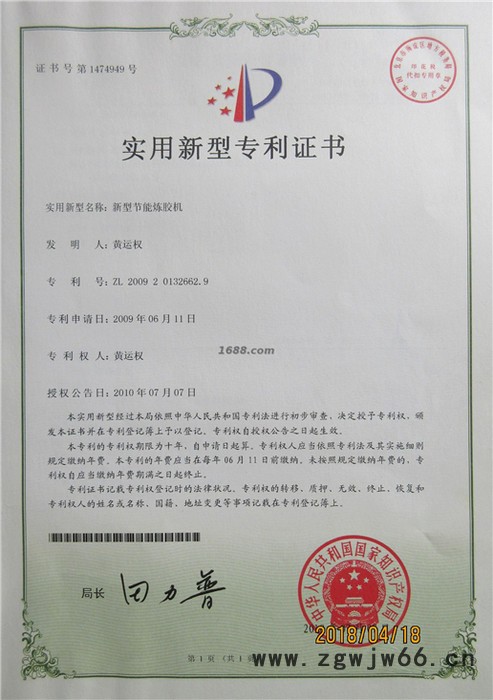 证书号第1474949号
实用新型专利证书
实用新型名称：新型节能炼胶机
发 明 人：黄运权
专 利 号：ZL 2009 2 0132662.9
专利申请日：2009年06月11日
专 利 权 人：黄运权
1688.com
授权公告日：2010年07月07日
本实用新型经过本局依照中华人民共和国专利法进行初步审查，决定授予专利权，颁
发本证书并在专利登记簿上予以登记。专利权自授权公告之日起生效。
本专利的专利权期限为十年，自申请日起算。专利权人应当依照专利法及其实施细则
规定缴纳年费。本专利的年费应当在每年06月11日前缴纳。未按照规定缴纳年费的，专
利权自应当缴纳年费期满之日起终止。
专利证书记载专利权登记时的法律状况。专利权的转移、质押、无效、终止、恢复和
专利权人的姓名或名称、国籍、地址变更等事项记载在专利登记簿上。
局长 田力普
中华人民共和国国家知识产权局
2018/04/18
www.zgwjw66.cn
第1页（共1页）